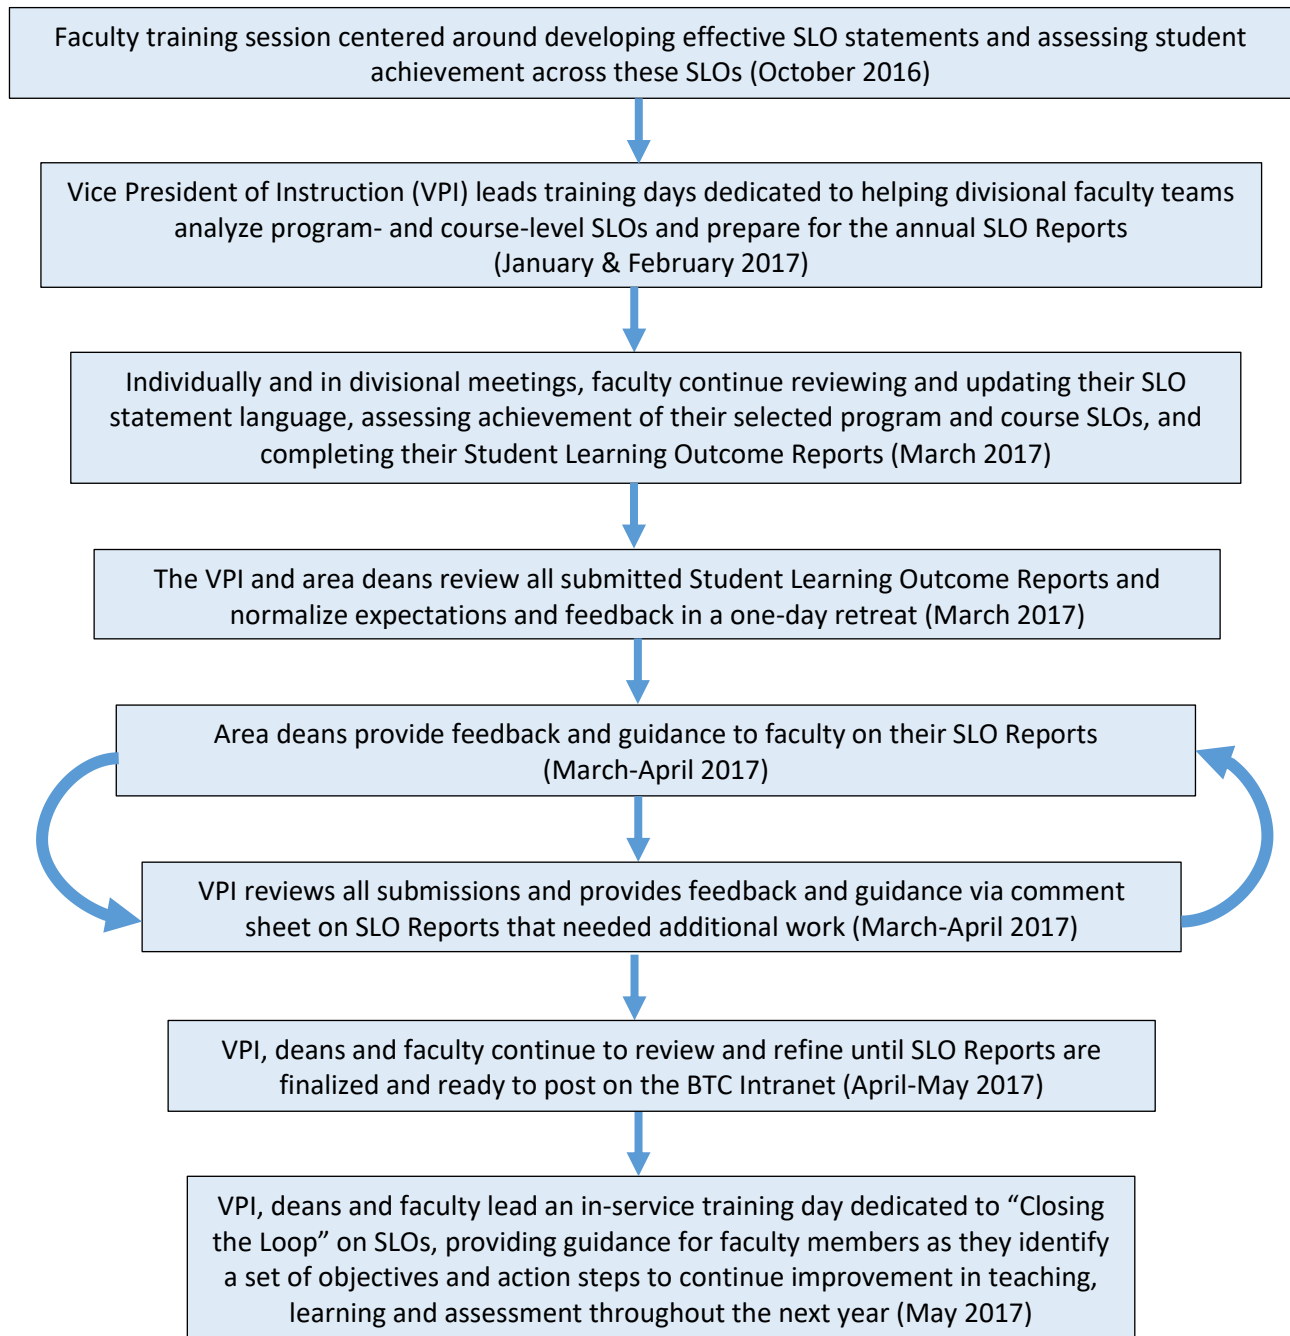 Faculty training session centered around developing effective SLO statements and assessing student
achievement across these SLOs (October 2016)
Vice President of Instruction (VPI) leads training days dedicated to helping divisional faculty teams
analyze program- and course-level SLOs and prepare for the annual SLO Reports
(January & February 2017)
Individually and in divisional meetings, faculty continue reviewing and updating their SLO
statement language, assessing achievement of their selected program and course SLOs, and
completing their Student Learning Outcome Reports (March 2017)
The VPI and area deans review all submitted Student Learning Outcome Reports and
normalize expectations and feedback in a one-day retreat (March 2017)
Area deans provide feedback and guidance to faculty on their SLO Reports
(March-April 2017)
VPI reviews all submissions and provides feedback and guidance via comment
sheet on SLO Reports that needed additional work (March-April 2017)
VPI, deans and faculty continue to review and refine until SLO Reports are
finalized and ready to post on the BTC Intranet (April-May 2017)
VPI, deans and faculty lead an in-service training day dedicated to “Closing
the Loop” on SLOs, providing guidance for faculty members as they identify
a set of objectives and action steps to continue improvement in teaching,
learning and assessment throughout the next year (May 2017)